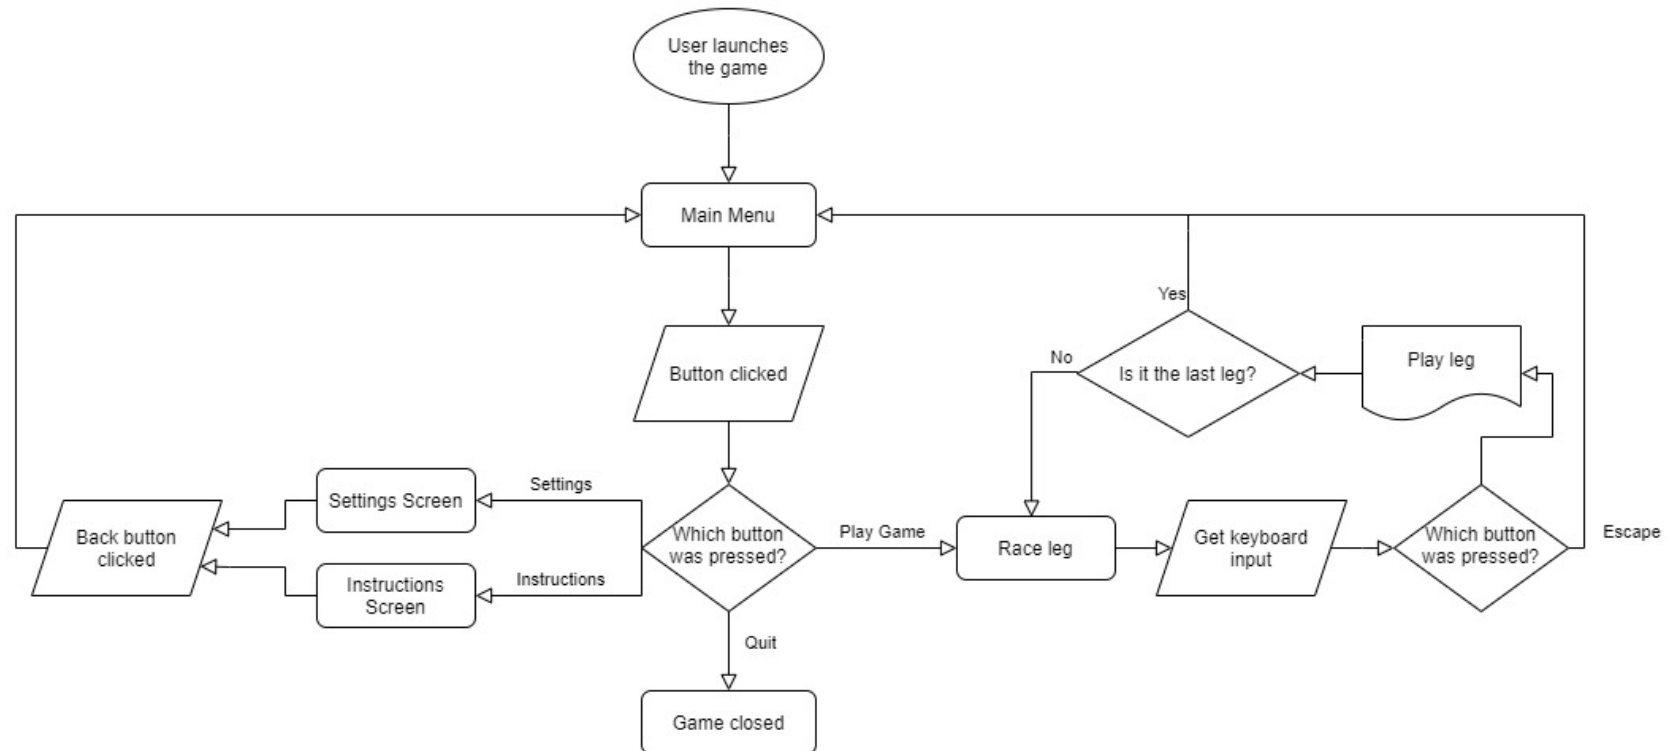 User launches
the game
Main Menu
Yes
No
Button clicked
Is it the last leg?
Play leg
Settings
Settings Screen
Back button
clicked
Which button
was pressed?
Play Game
Race leg
Get keyboard
input
Which button
was pressed?
Escape
Instructions
Instructions
Screen
Quit
Game closed